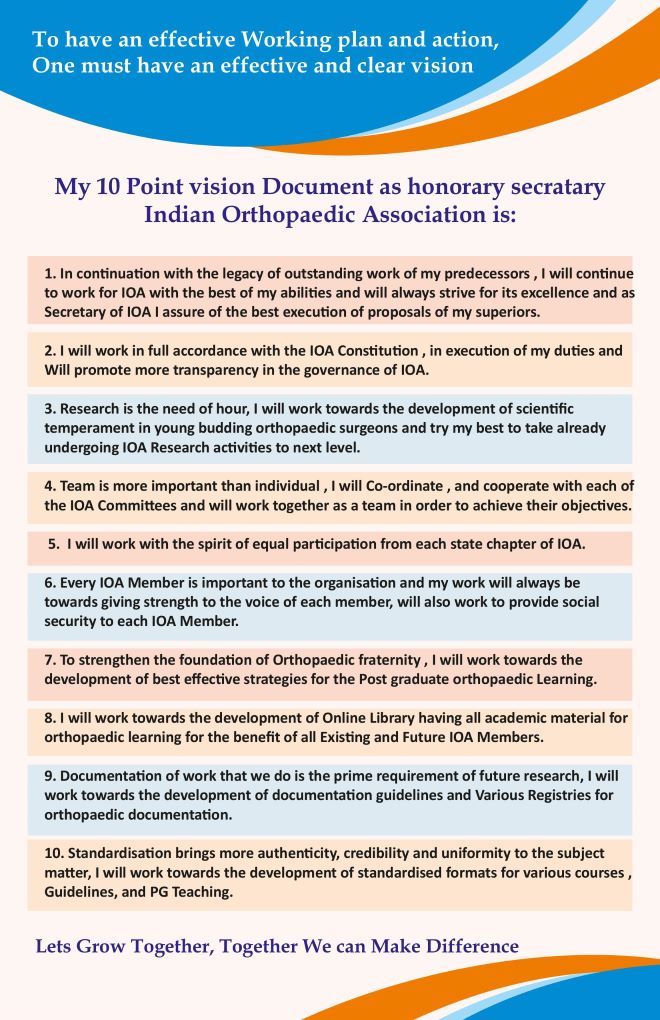 To have an effective Working plan and action,
One must have an effective and clear vision
My 10 Point vision Document as honorary secratary
Indian Orthopaedic Association is:
1. In continuation with the legacy of outstanding work of my predecessors , I will continue
to work for IOA with the best of my abilities and will always strive for its excellence and as
Secretary of IOA I assure of the best execution of proposals of my superiors.
2. I will work in full accordance with the IOA Constitution , in execution of my duties and
Will promote more transparency in the governance of IOA.
3. Research is the need of hour, I will work towards the development of scientific
temperament in young budding orthopaedic surgeons and try my best to take already
undergoing IOA Research activities to next level.
4. Team is more important than individual , I will Co-ordinate , and cooperate with each of
the IOA Committees and will work together as a team in order to achieve their objectives.
5. I will work with the spirit of equal participation from each state chapter of IOA.
6. Every IOA Member is important to the organisation and my work will always be
towards giving strength to the voice of each member, will also work to provide social
security to each IOA Member.
7. To strengthen the foundation of Orthopaedic fraternity , I will work towards the
development of best effective strategies for the Post graduate orthopaedic Learning.
8. I will work towards the development of Online Library having all academic material for
orthopaedic learning for the benefit of all Existing and Future IOA Members.
9. Documentation of work that we do is the prime requirement of future research, I will
work towards the development of documentation guidelines and Various Registries for
orthopaedic documentation.
10. Standardisation brings more authenticity, credibility and uniformity to the subject
matter, I will work towards the development of standardised formats for various courses ,
Guidelines, and PG Teaching.
Lets Grow Together, Together We can Make Difference